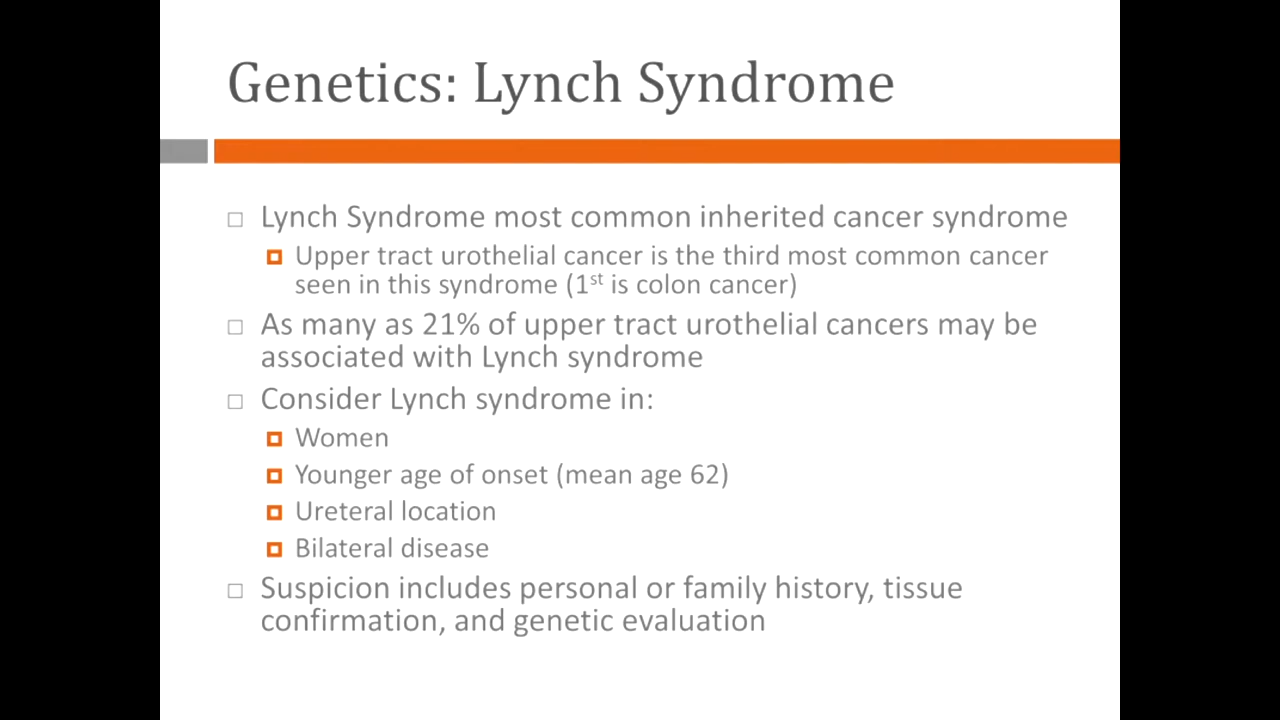 Genetics: Lynch Syndrome
Lynch Syndrome most common inherited cancer syndrome
Upper tract urothelial cancer is the third most common cancer
seen in this syndrome (1st is colon cancer)
As many as 21% of upper tract urothelial cancers may be
associated with Lynch syndrome
Consider Lynch syndrome in:
Women
Younger age of onset (mean age 62)
Ureteral location
Bilateral disease
Suspicion includes personal or family history, tissue
confirmation, and genetic evaluation